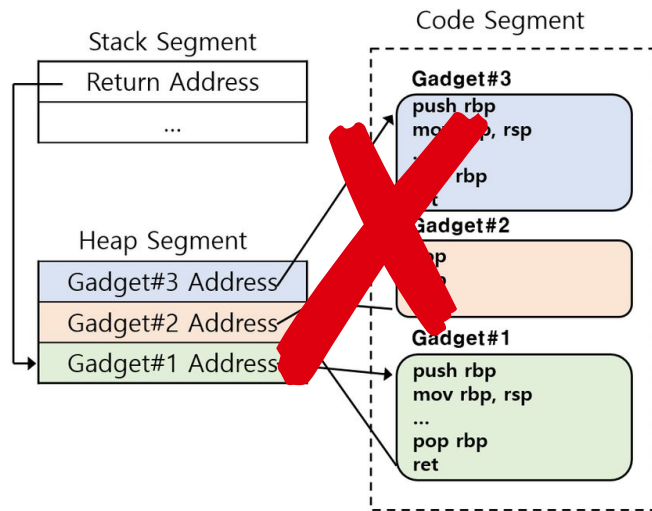 Code Segment
Stack Segment
Return Address
...
Heap Segment
Gadget#3 Address
Gadget#2 Address
Gadget#1 Address
Gadget#3
push rbp
rsp
rbp
Gadget#2
Gadget#1
push rbp
mov rbp, rsp
...
pop rbp
ret